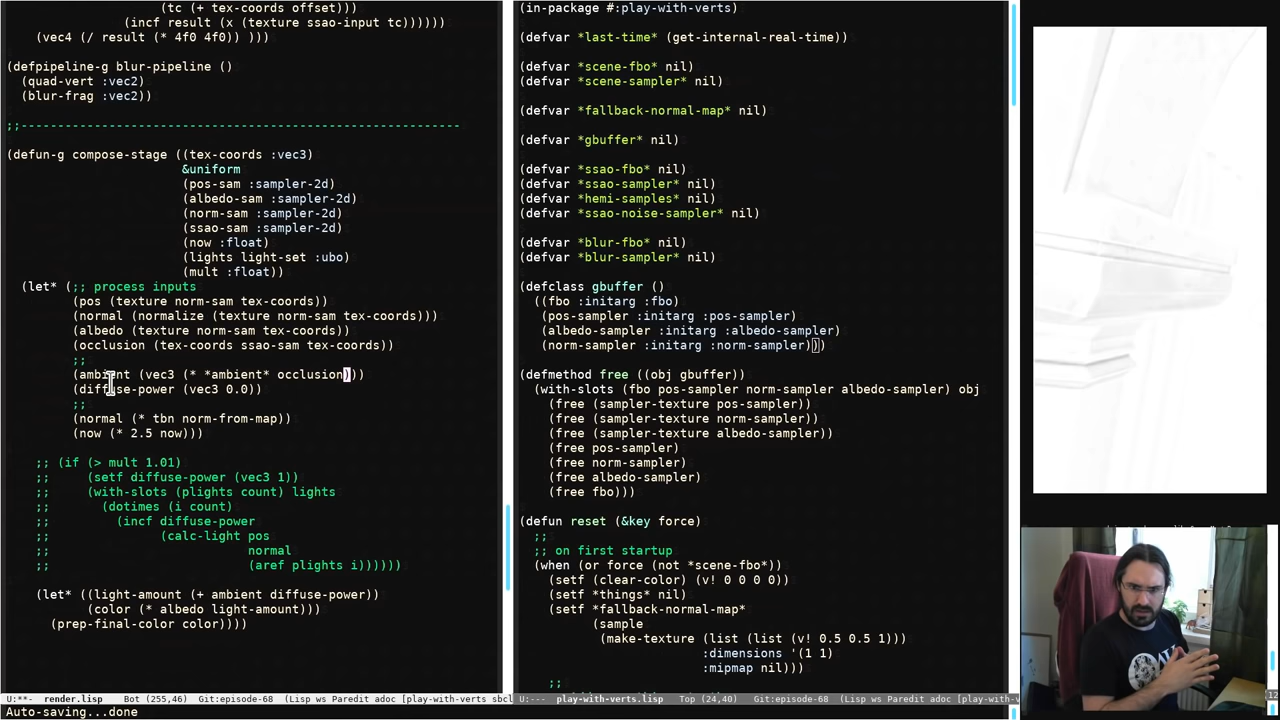 (tc (+ tex-coords offset)))
(incf result (x (texture ssao-input tc))))))
(vec4 (/ result (* 4f0 4f0)) )))
(defpipeline-g blur-pipeline ()
(quad-vert :vec2)
(blur-frag :vec2))
;;------------------------------------------------------------
(defun-g compose-stage ((tex-coords :vec3)
&uniform
(pos-sam :sampler-2d)
(albedo-sam :sampler-2d)
(norm-sam :sampler-2d)
(ssao-sam :sampler-2d)
(now :float)
(lights light-set :ubo)
(mult :float))
(let* (;; process inputs
(pos (texture norm-sam tex-coords))
(normal (normalize (texture norm-sam tex-coords)))
(albedo (texture norm-sam tex-coords))
(occlusion (tex-coords ssao-sam tex-coords))
;;
(ambient (vec3 (* *ambient* occlusion)))
(diffuse-power (vec3 0.0))
;;
(normal (* tbn norm-from-map))
(now (* 2.5 now)))
;; (if (> mult 1.01)
;;     (setf diffuse-power (vec3 1))
;;     (with-slots (plights count) lights
;;       (dotimes (i count)
;;         (incf diffuse-power
;;               (calc-light pos
;;                           normal
;;                           (aref plights i))))))
(let* ((light-amount (+ ambient diffuse-power))
(color (* albedo light-amount)))
(prep-final-color color))))
U:**-  render.lisp   Bot (255,46)  Git:episode-68  (Lisp ws Paredit adoc [play-with-verts sbcl
Auto-saving...done
(in-package #:play-with-verts)
(defvar *last-time* (get-internal-real-time))
(defvar *scene-fbo* nil)
(defvar *scene-sampler* nil)
(defvar *fallback-normal-map* nil)
(defvar *gbuffer* nil)
(defvar *ssao-fbo* nil)
(defvar *ssao-sampler* nil)
(defvar *hemi-samples* nil)
(defvar *ssao-noise-sampler* nil)
(defvar *blur-fbo* nil)
(defvar *blur-sampler* nil)
(defclass gbuffer ()
((fbo :initarg :fbo)
(pos-sampler :initarg :pos-sampler)
(albedo-sampler :initarg :albedo-sampler)
(norm-sampler :initarg :norm-sampler)))
(defmethod free ((obj gbuffer))
(with-slots (fbo pos-sampler norm-sampler albedo-sampler) obj
(free (sampler-texture pos-sampler))
(free (sampler-texture norm-sampler))
(free (sampler-texture albedo-sampler))
(free pos-sampler)
(free norm-sampler)
(free albedo-sampler)
(free fbo)))
(defun reset (&key force)
;;
;; on first startup
(when (or force (not *scene-fbo*))
(setf (clear-color) (v! 0 0 0 0))
(setf *things* nil)
(setf *fallback-normal-map*
(sample
(make-texture (list (list (v! 0.5 0.5 1)))
:dimensions '(1 1)
:mipmap nil)))
;;
U:---  play-with-verts.lisp   Top (24,40)   Git:episode-68  (Lisp ws Paredit adoc [play-with-v